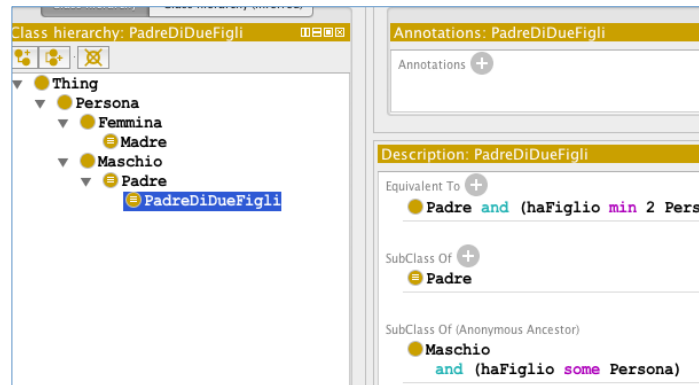 Class hierarchy: PadreDiDueFigli
Thing
Persona
Femmina
Madre
Maschio
Padre
PadreDiDueFigli
Annotations: PadreDiDueFigli
Annotations
Description: PadreDiDueFigli
Equivalent To
Padre and (haFiglio min 2
SubClass Of
Padre
SubClass Of (Anonymous Ancestor)
Maschio
and (haFiglio some Persona)